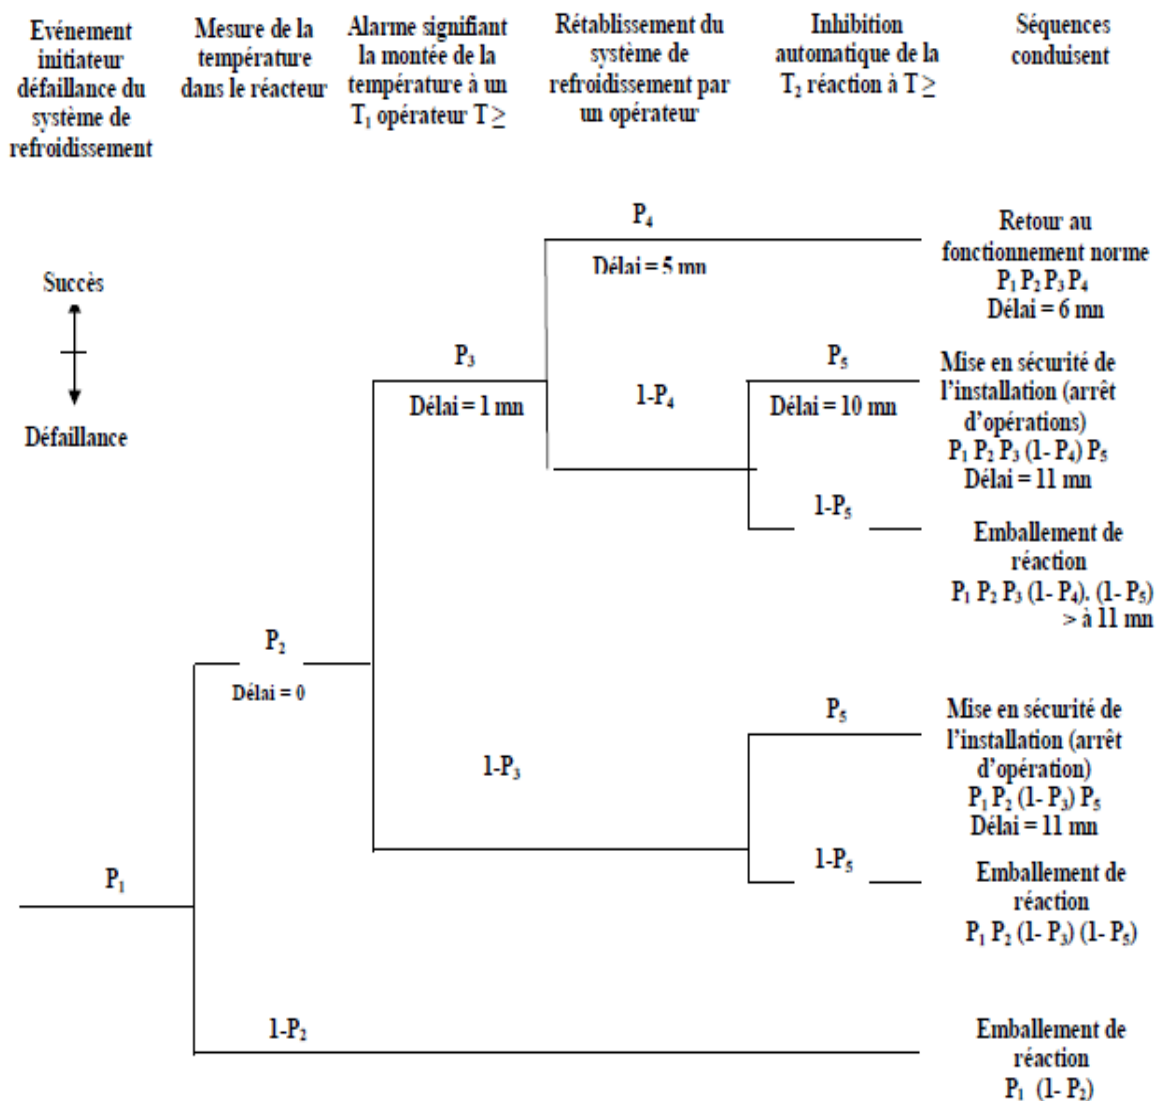 Evénement
initiateur
défaillance du
système de
refroidissement
Mesure de la
température
dans le réacteur
Alarme signifiant
la montée de la
température à un
T₁ opérateur T ≥
Rétablissement du
système de
refroidissement par
un opérateur
Inhibition
automatique de la
T₂ réaction à T ≥
Séquences
conduisent
Succès
Défaillance
P₁
P₂
Délai = 0
1-P₂
P₃
Délai = 1 mn
1-P₃
P₄
Délai = 5 mn
1-P₄
P₅
Délai = 10 mn
1-P₅
P₅
1-P₅
Retour au
fonctionnement norme
P₁ P₂ P₃ P₄
Délai = 6 mn
Mise en sécurité de
l’installation (arrêt
d’opérations)
P₁ P₂ P₃ (1- P₄) P₅
Délai = 11 mn
Emballement de
réaction
P₁ P₂ P₃ (1- P₄). (1- P₅)
> à 11 mn
Mise en sécurité de
l’installation (arrêt
d’opération)
P₁ P₂ (1- P₃) P₅
Délai = 11 mn
Emballement de
réaction
P₁ P₂ (1- P₃) (1- P₅)
Emballement de
réaction
P₁ (1- P₂)